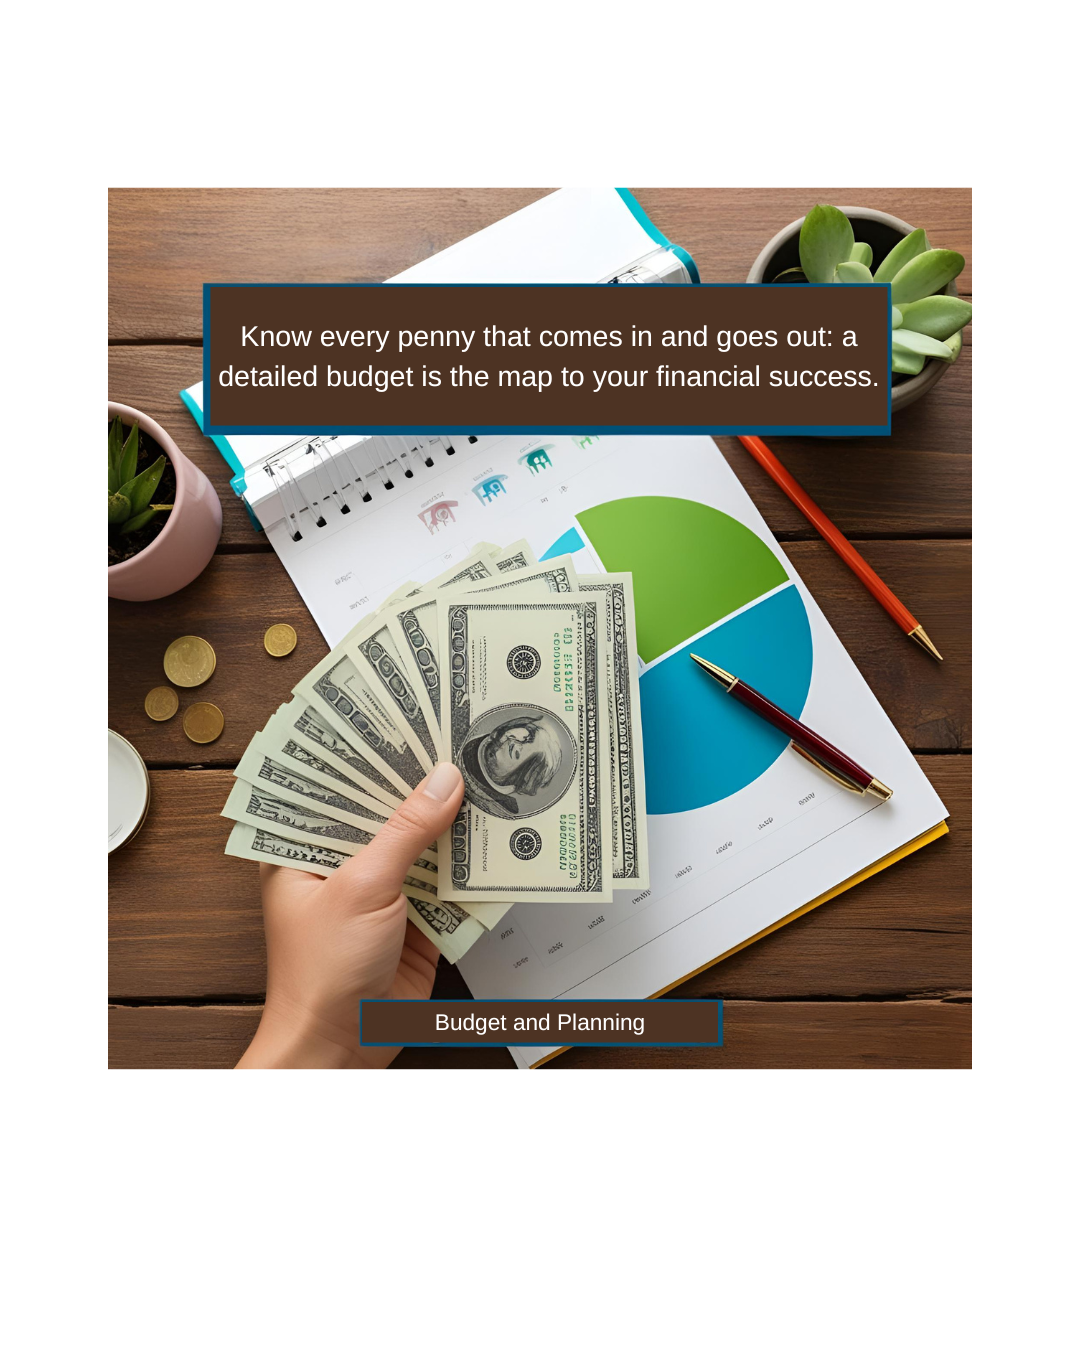 Know every penny that comes in and goes out: a
detailed budget is the map to your financial success.
Budget and Planning